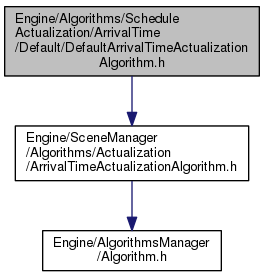 Engine/Algorithms/Schedule
Actualization/ArrivalTime
/Default/DefaultArrivalTimeActualization
Algorithm.h
Engine/SceneManager
/Algorithms/Actualization
/ArrivalTimeActualizationAlgorithm.h
Engine/AlgorithmsManager
/Algorithm.h